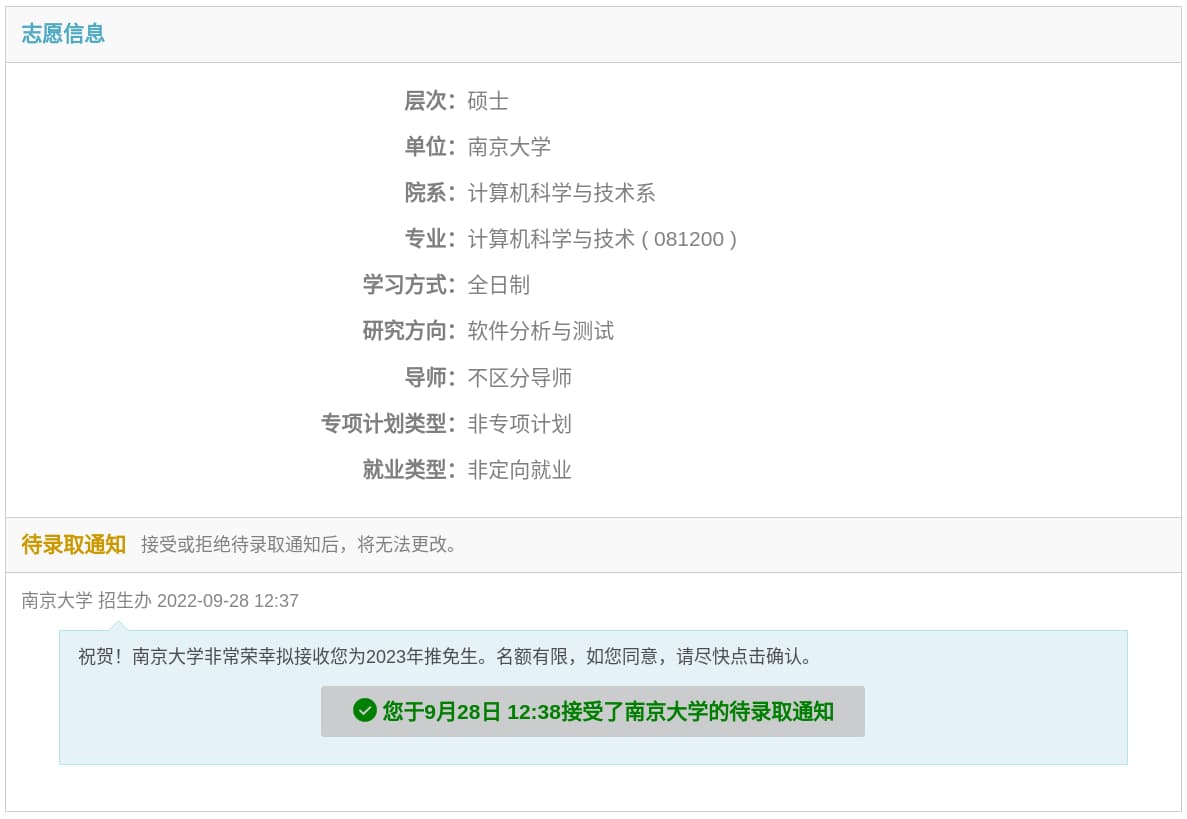 志愿信息
层次：硕士
单位：南京大学
院系：计算机科学与技术系
专业：计算机科学与技术 ( 081200 )
学习方式：全日制
研究方向：软件分析与测试
导师：不区分导师
专项计划类型：非专项计划
就业类型：非定向就业
待录取通知 接受或拒绝待录取通知后，将无法更改。
南京大学 招生办 2022-09-28 12:37
祝贺！南京大学非常荣幸拟接收您为2023年推免生。名额有限，如您同意，请尽快点击确认。
您于9月28日 12:38接受了南京大学的待录取通知